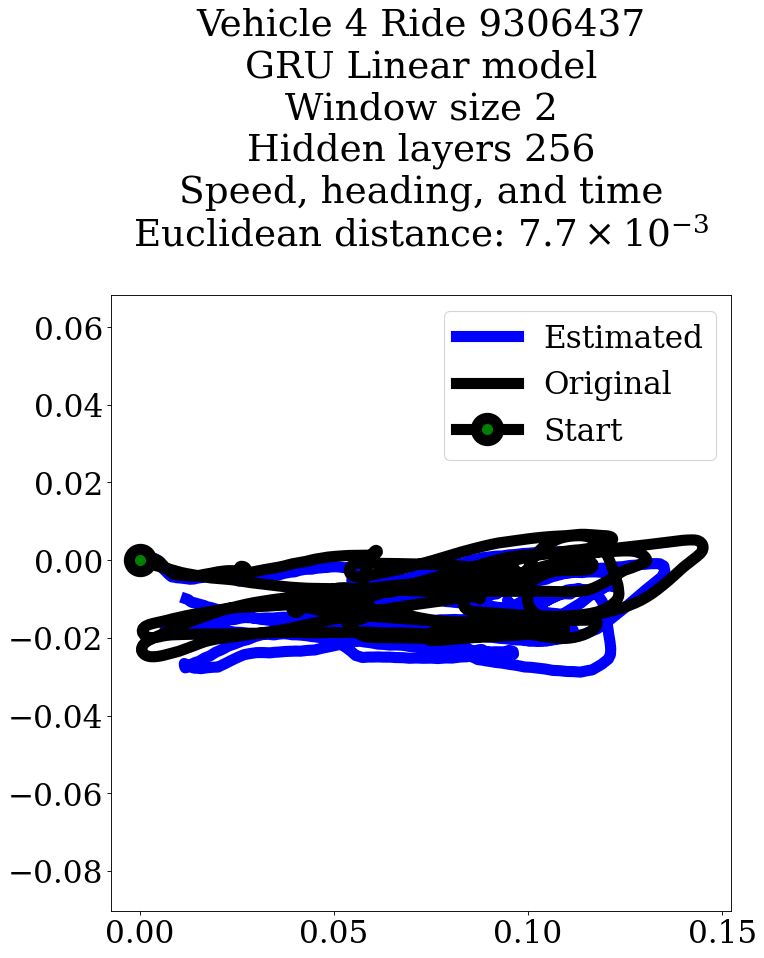 Vehicle 4 Ride 9306437
GRU Linear model
Window size 2
Hidden layers 256
Speed, heading, and time
Euclidean distance: 7.7 × 10⁻³
Estimated
Original
Start
0.06
0.04
0.02
0.00
−0.02
−0.04
−0.06
−0.08
0.00 0.05 0.10 0.15